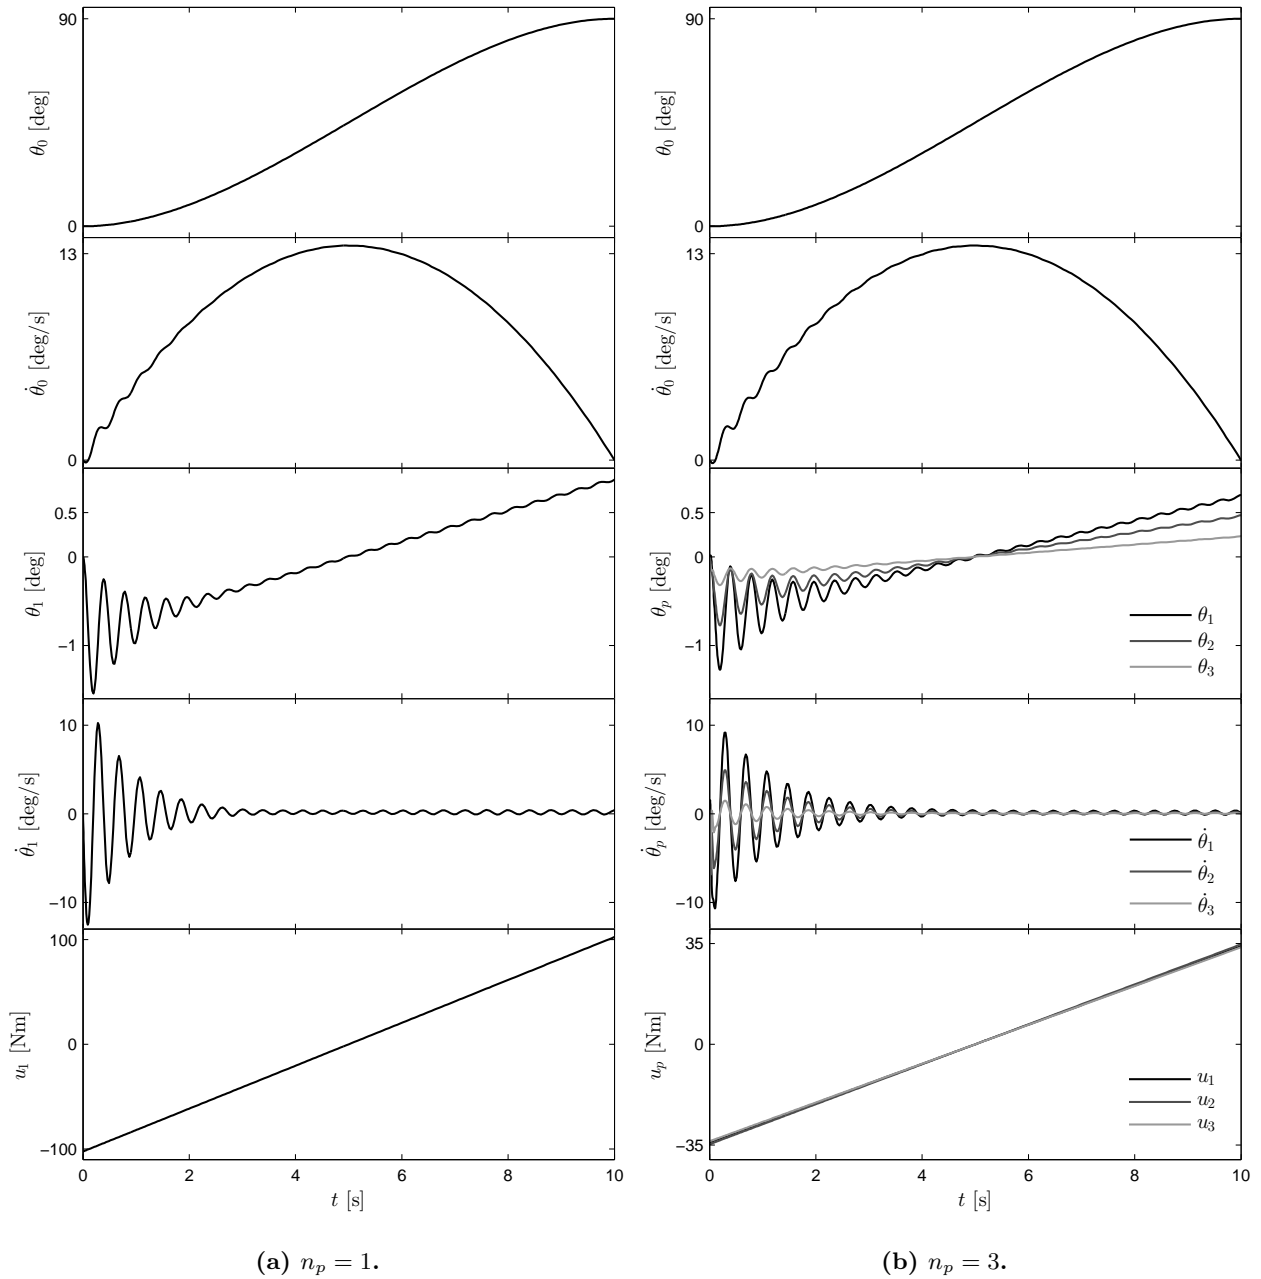 90
θ₀ [deg]
0
13
θ̇₀ [deg/s]
0
0.5
0
θ₁ [deg]
−1
10
0
θ̇₁ [deg/s]
−10
100
0
u₁ [Nm]
−100
0 2 4 6 8 10
t [s]
(a) nₚ = 1.
90
θ₀ [deg]
0
13
θ̇₀ [deg/s]
0
0.5
0
θₚ [deg]
−1
θ₁
θ₂
θ₃
10
0
θ̇ₚ [deg/s]
−10
θ̇₁
θ̇₂
θ̇₃
35
0
uₚ [Nm]
−35
u₁
u₂
u₃
0 2 4 6 8 10
t [s]
(b) nₚ = 3.